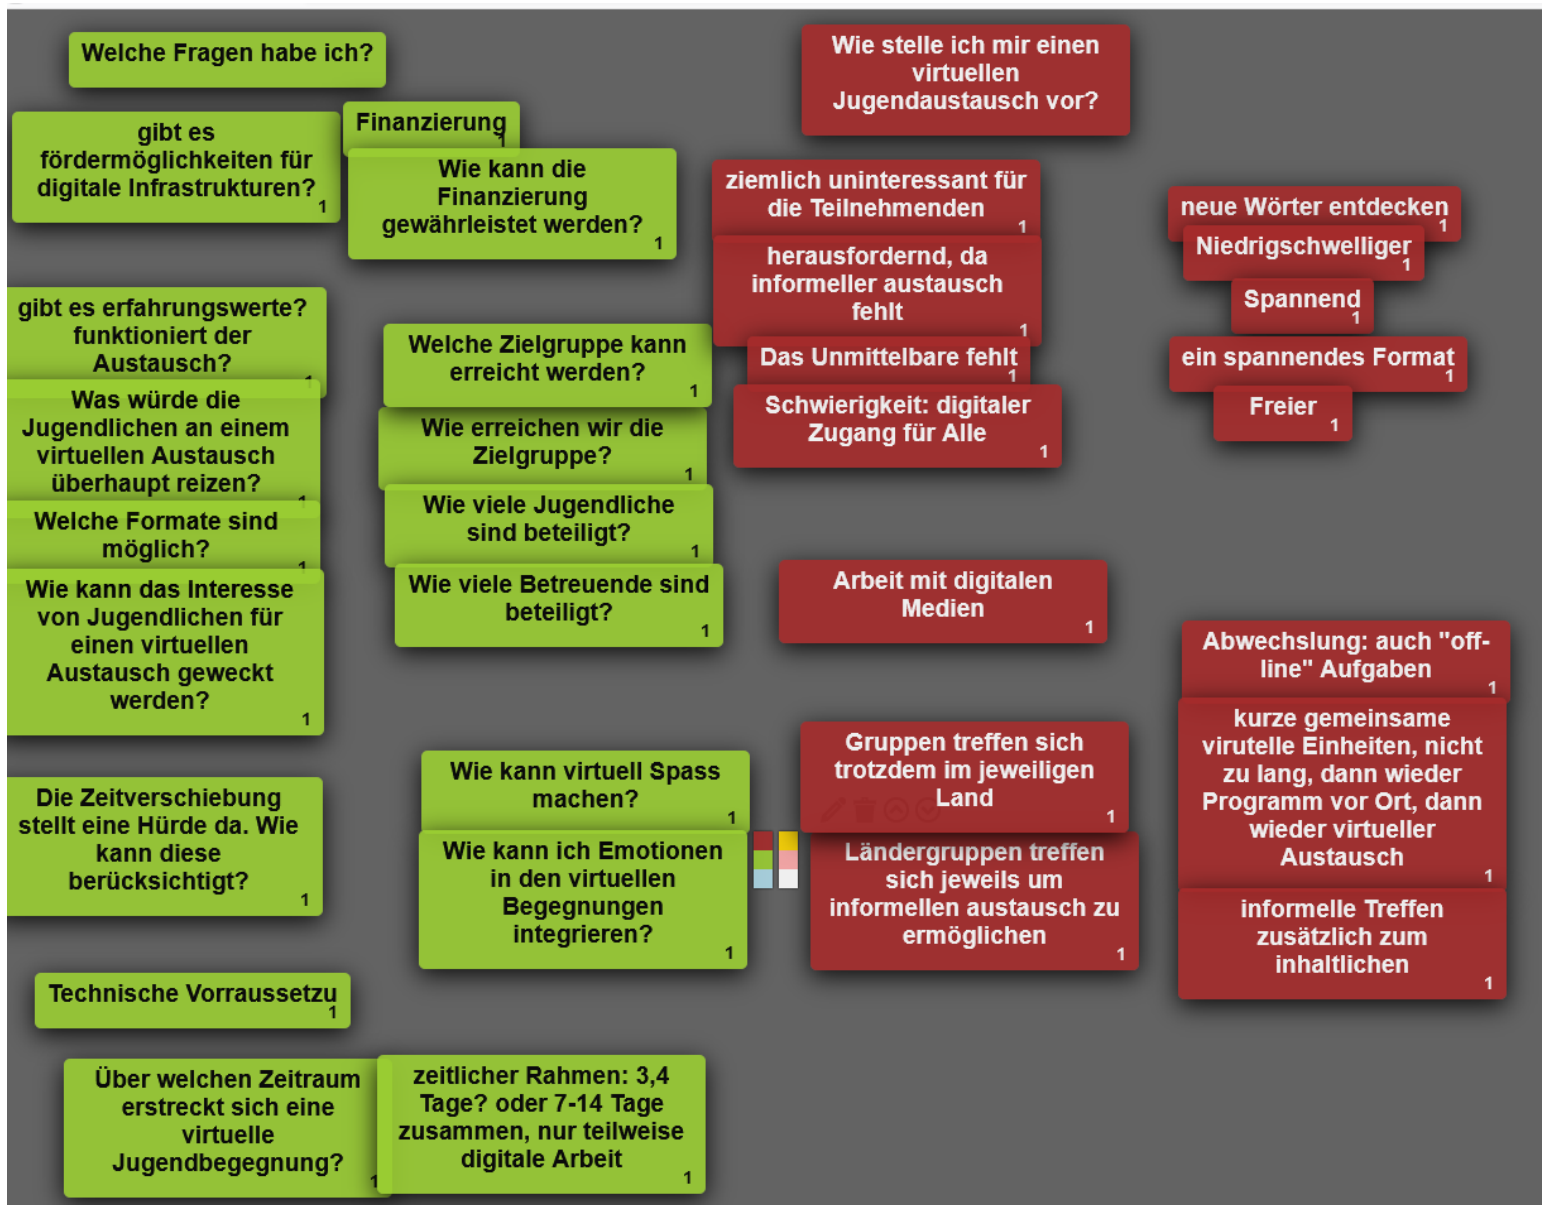 Welche Fragen habe ich?
gibt es
fördermöglichkeiten für
digitale Infrastrukturen?
1
Finanzierung
1
Wie kann die
Finanzierung
gewährleistet werden?
1
gibt es erfahrungswerte?
funktioniert der
Austausch?
1
Was würde die
Jugendlichen an einem
virtuellen Austausch
überhaupt reizen?
1
Welche Formate sind
möglich?
1
Wie kann das Interesse
von Jugendlichen für
einen virtuellen
Austausch geweckt
werden?
1
Welche Zielgruppe kann
erreicht werden?
1
Wie erreichen wir die
Zielgruppe?
1
Wie viele Jugendliche
sind beteiligt?
1
Wie viele Betreuende sind
beteiligt?
1
Die Zeitverschiebung
stellt eine Hürde da. Wie
kann diese
berücksichtigt?
1
Wie kann virtuell Spass
machen?
1
Wie kann ich Emotionen
in den virtuellen
Begegnungen
integrieren?
1
Technische Vorraussetzu
1
Über welchen Zeitraum
erstreckt sich eine
virtuelle
Jugendbegegnung?
1
zeitlicher Rahmen: 3,4
Tage? oder 7-14 Tage
zusammen, nur teilweise
digitale Arbeit
1
Wie stelle ich mir einen
virtuellen
Jugendaustausch vor?
ziemlich uninteressant für
die Teilnehmenden
1
herausfordernd, da
informeller austausch
fehlt
1
Das Unmittelbare fehlt
1
Schwierigkeit: digitaler
Zugang für Alle
1
neue Wörter entdecken
1
Niedrigschwelliger
1
Spannend
1
ein spannendes Format
1
Freier
1
Arbeit mit digitalen
Medien
1
Gruppen treffen sich
trotzdem im jeweiligen
Land
1
Ländergruppen treffen
sich jeweils um
informellen austausch zu
ermöglichen
1
Abwechslung: auch "off-
line" Aufgaben
1
kurze gemeinsame
virutelle Einheiten, nicht
zu lang, dann wieder
Programm vor Ort, dann
wieder virtueller
Austausch
1
informelle Treffen
zusätzlich zum
inhaltlichen
1